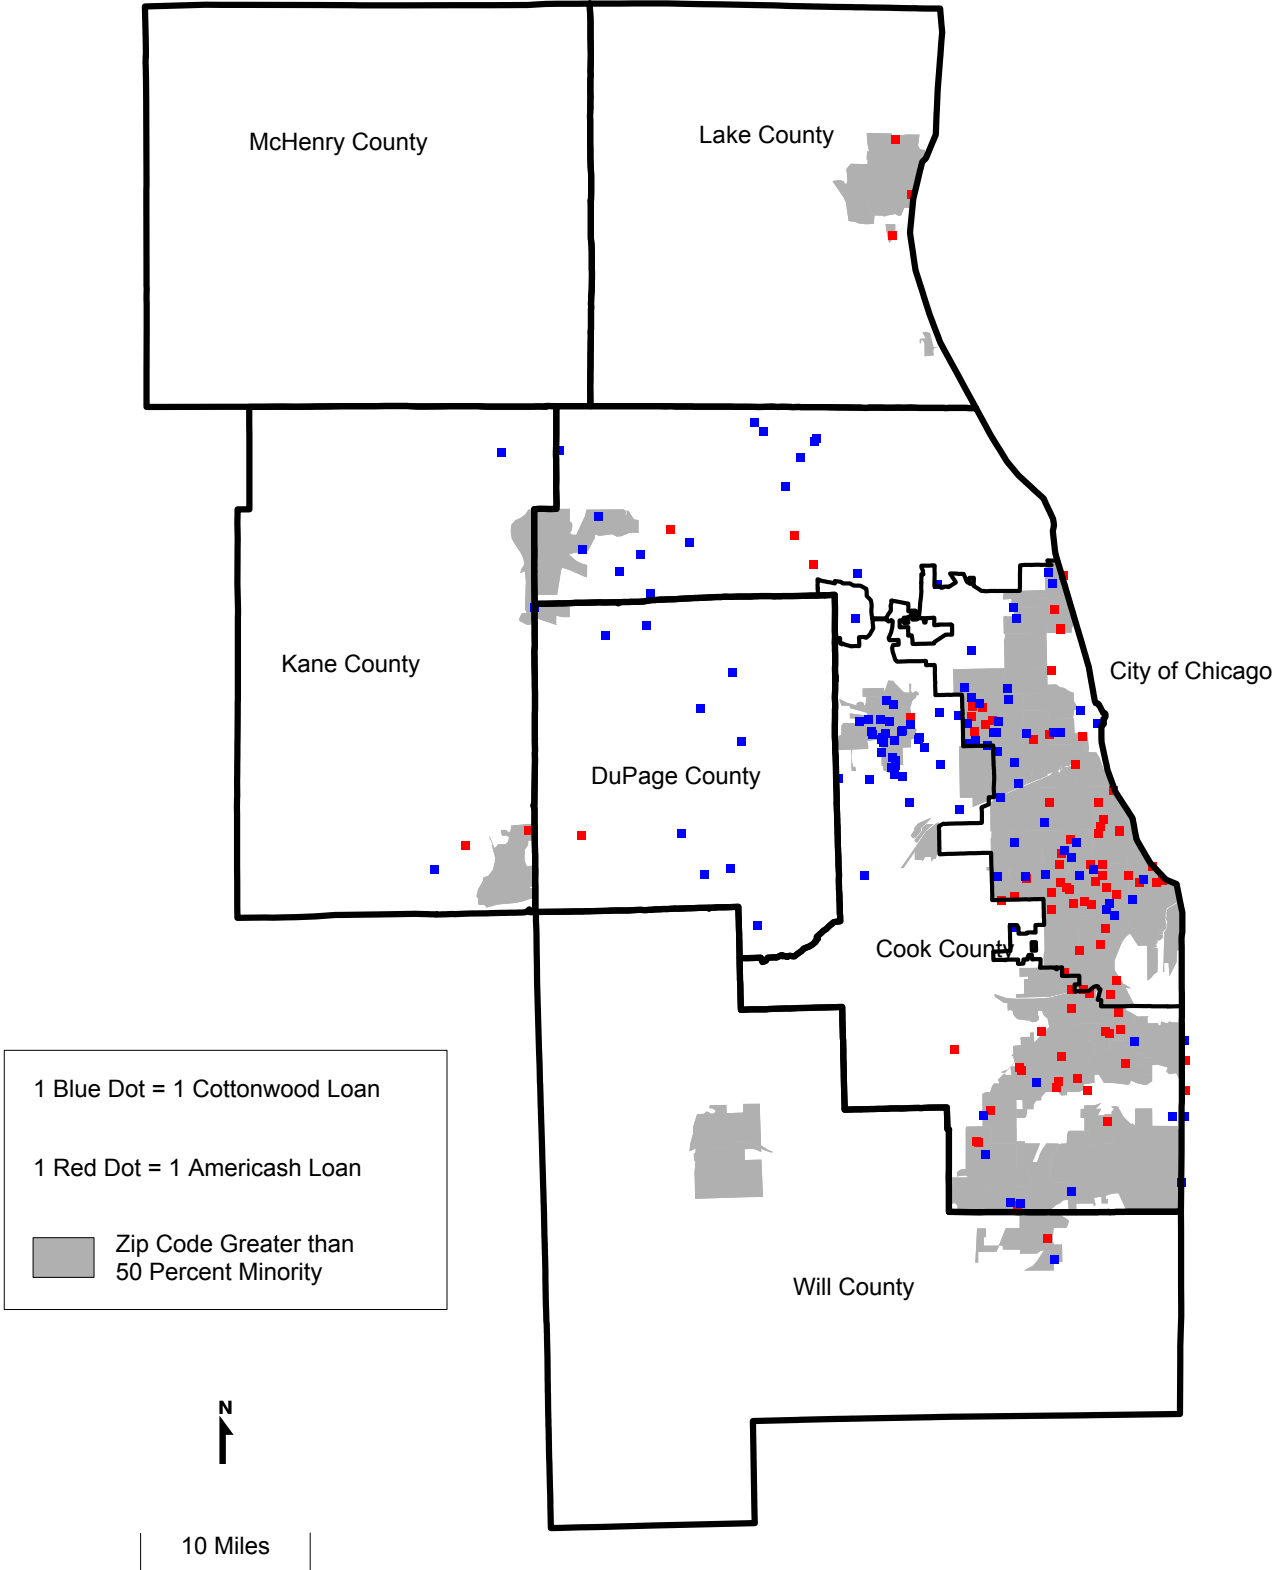 McHenry County
Lake County
Kane County
City of Chicago
DuPage County
Cook County
1 Blue Dot = 1 Cottonwood Loan
1 Red Dot = 1 Americash Loan
Zip Code Greater than
50 Percent Minority
Will County
N
10 Miles